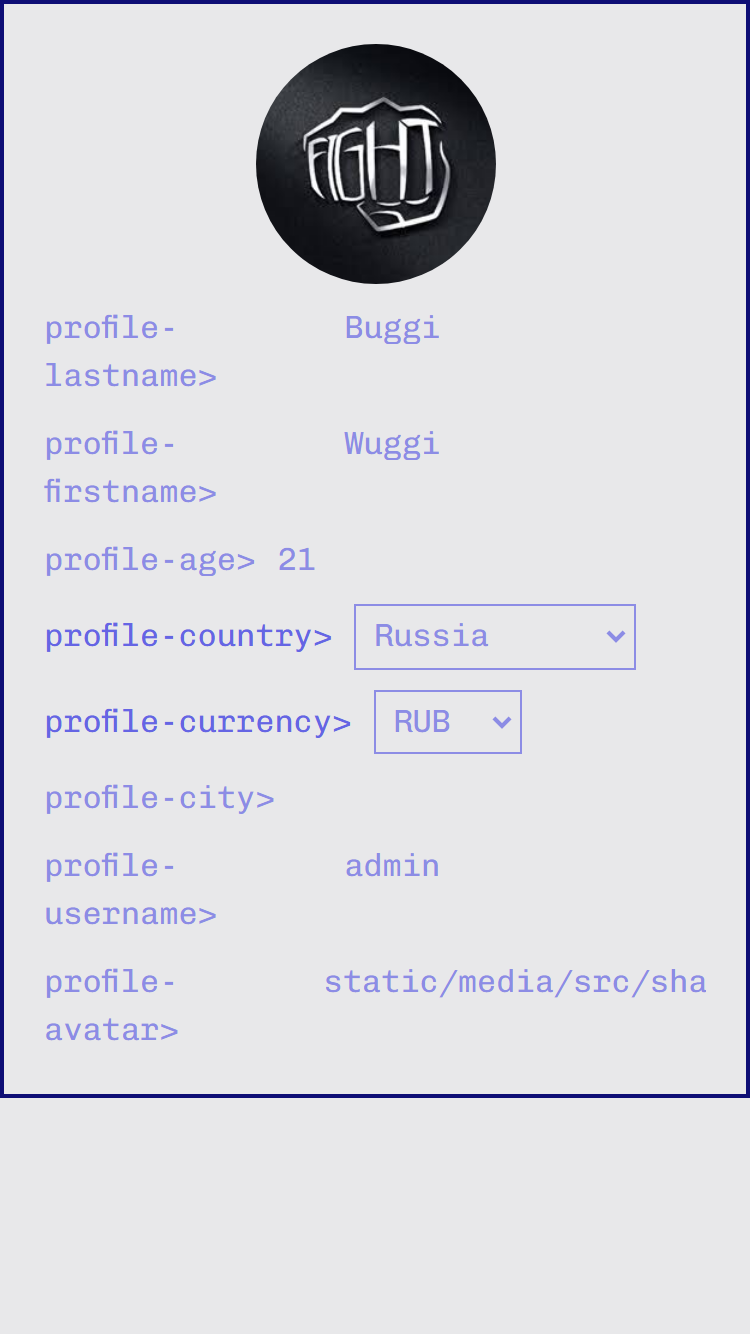 FIGHT
profile- Buggi
lastname>
profile- Wuggi
firstname>
profile-age> 21
profile-country> Russia
profile-currency> RUB
profile-city>
profile- admin
username>
profile- static/media/src/sha
avatar>